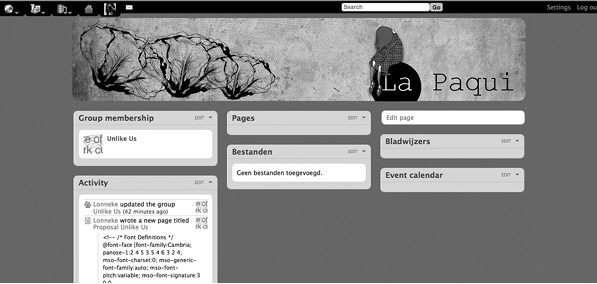 Search
Go
Settings
Log ou
La Paqui
Group membership
EDIT
Unlike Us
Pages
EDIT
Edit page
Bladwijzers
EDIT
Bestanden
EDIT
Geen bestanden toegevoegd.
Event calendar
EDIT
Activity
EDIT
Lonneke updated the group
Unlike Us (42 minutes ago)
Lonneke wrote a new page titled
Proposal Unlike Us
<!-- /* Font Definitions */
@font-face {font-family:Cambria;
panose-1:2 4 5 3 5 4 6 3 2 4;
mso-font-charset:0; mso-generic-
font-family:auto; mso-font-
pitch:variable; mso-font-signature:3
0 0